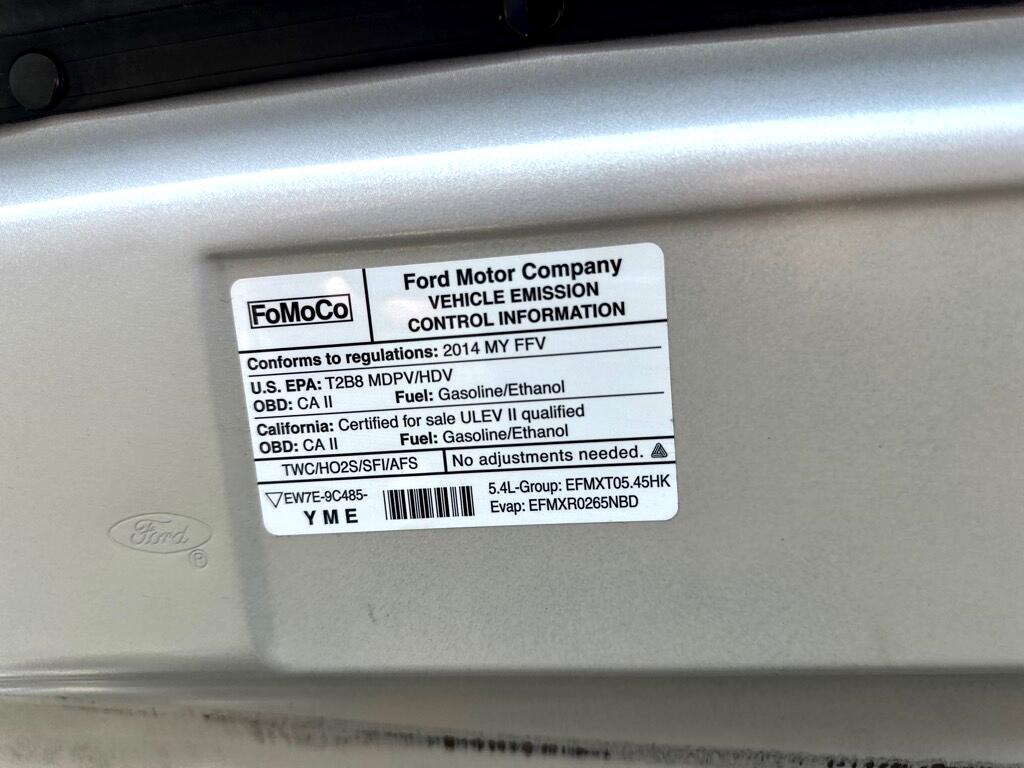 FoMoCo
Ford Motor Company
VEHICLE EMISSION
CONTROL INFORMATION
Conforms to regulations: 2014 MY FFV
U.S. EPA: T2B8 MDPV/HDV
OBD: CA II Fuel: Gasoline/Ethanol
California: Certified for sale ULEV II qualified
OBD: CA II Fuel: Gasoline/Ethanol
TWC/HO2S/SFI/AFS No adjustments needed.
EW7E-9C485-
YME
5.4L-Group: EFMXT05.45HK
Evap: EFMXR0265NBD
Ford ®